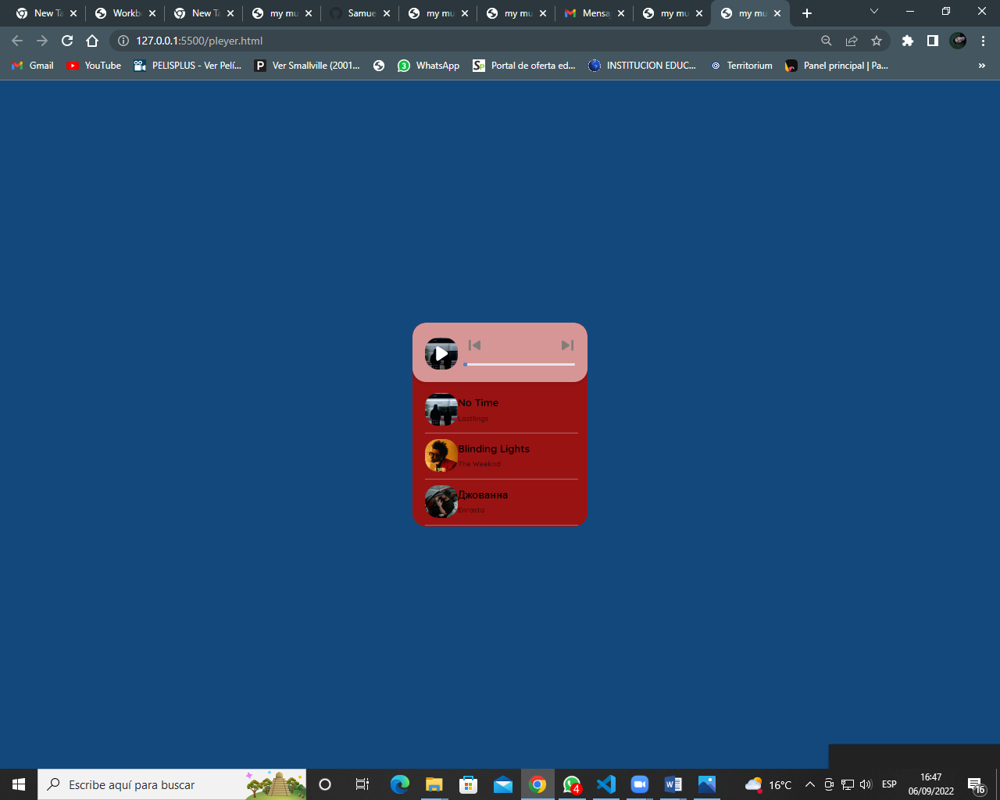 New Ta
Workb
New Ta
my mu
Samue
my mu
my mu
Mensa
my mu
my mu
127.0.0.1:5500/pleyer.html
Gmail
YouTube
PELISPLUS - Ver Pelí...
Ver Smallville (2001...
3
WhatsApp
Portal de oferta ed...
INSTITUCION EDUC...
Territorium
Panel principal | Pa...
»
No Time
Lastlings
Blinding Lights
The Weeknd
Джованна
Enrasta
Escribe aquí para buscar
4
16°C
ESP
16:47
06/09/2022
16